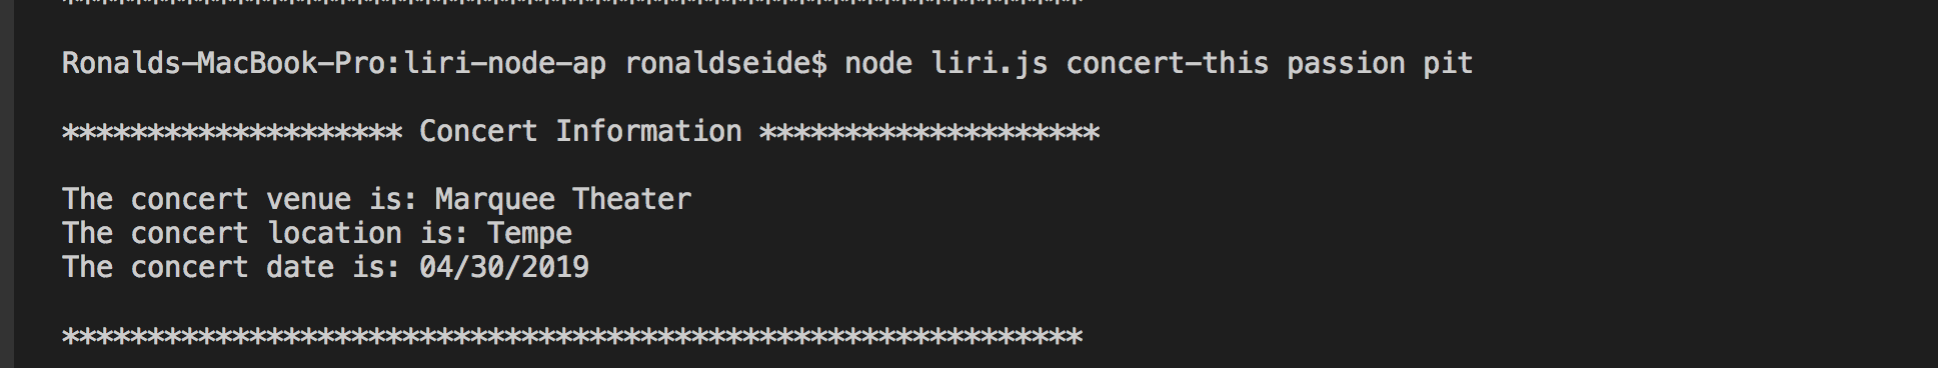 Ronalds-MacBook-Pro:liri-node-ap ronaldseide$ node liri.js concert-this passion pit
******************** Concert Information ********************
The concert venue is: Marquee Theater
The concert location is: Tempe
The concert date is: 04/30/2019
************************************************************